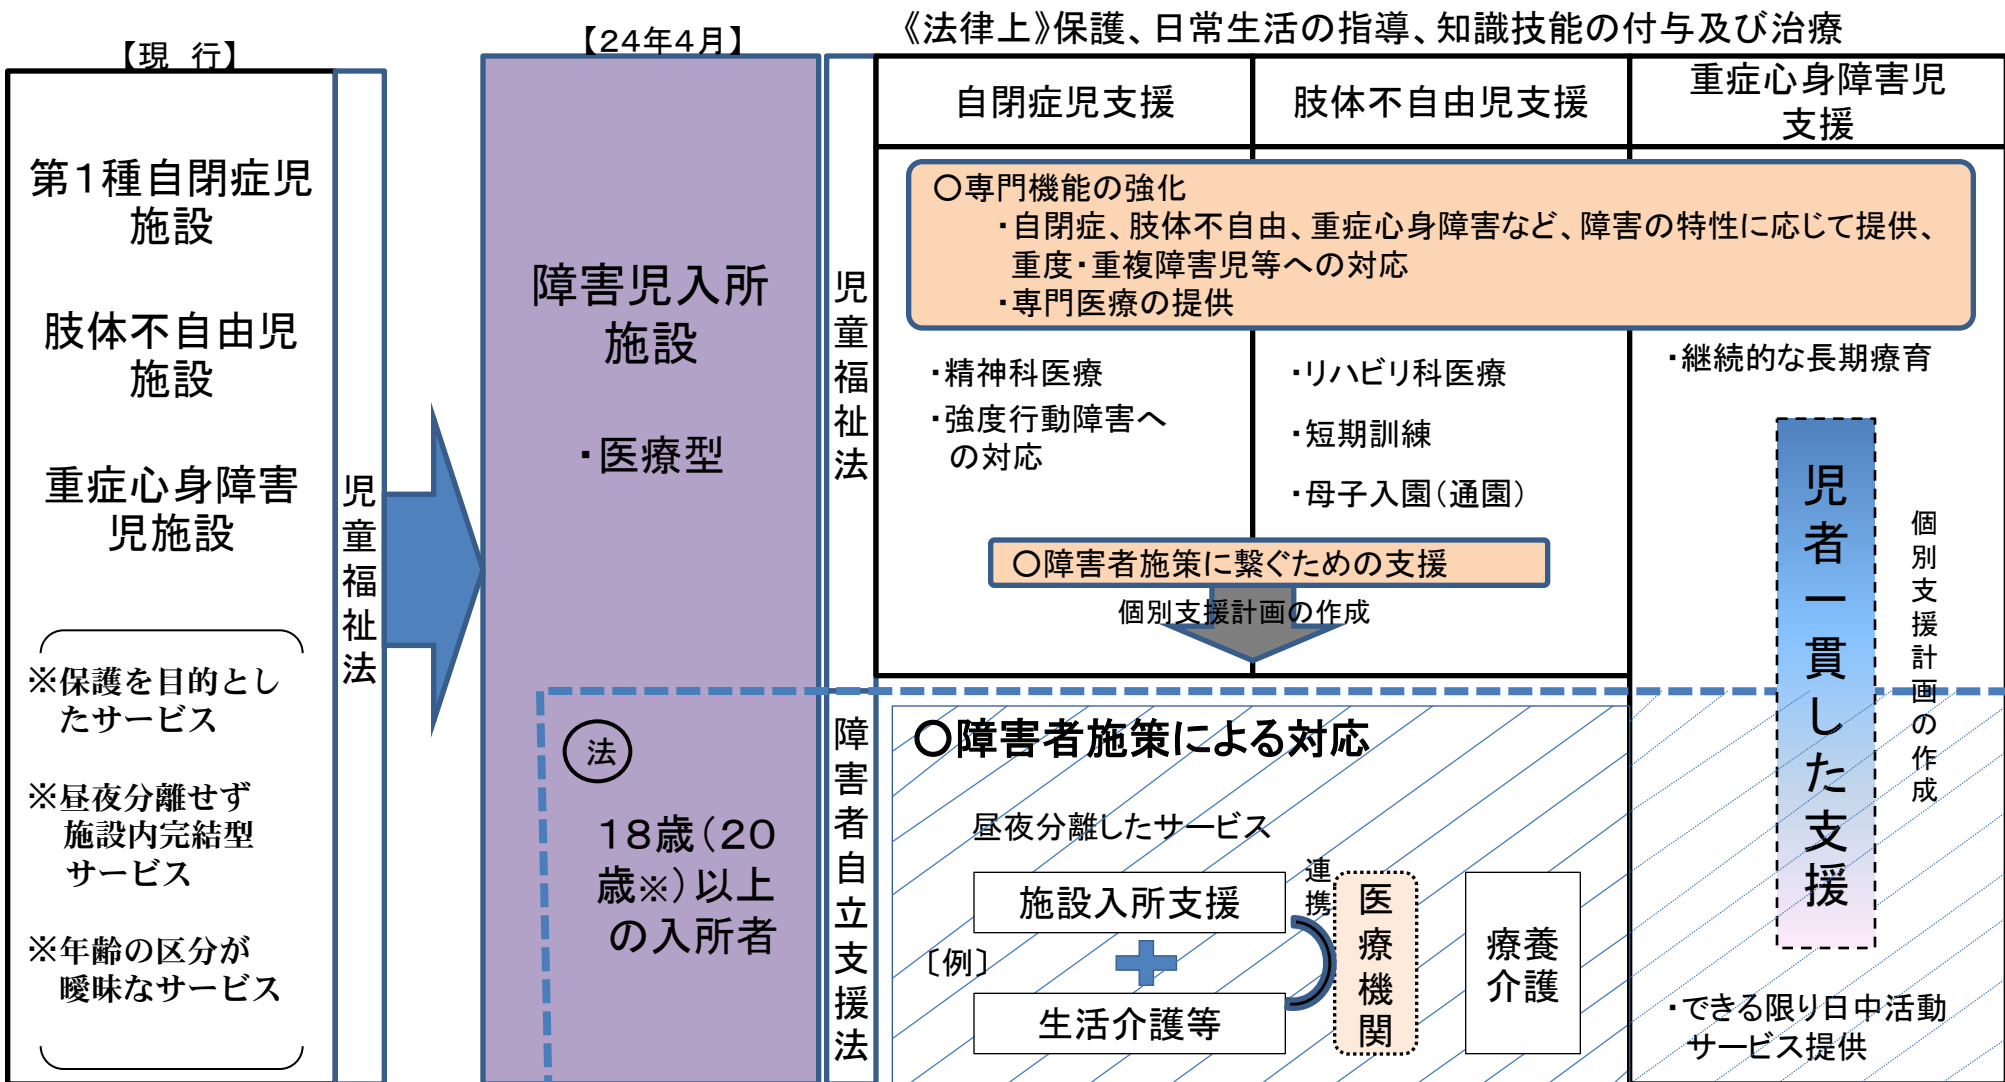 【現 行】
第1種自閉症児
施設
肢体不自由児
施設
重症心身障害
児施設
※保護を目的とし
たサービス
※昼夜分離せず
施設内完結型
サービス
※年齢の区分が
曖昧なサービス
児童福祉法
【24年4月】
障害児入所
施設
・医療型
法
18歳(20
歳※)以上
の入所者
児童福祉法
障害者自立支援法
《法律上》保護、日常生活の指導、知識技能の付与及び治療
自閉症児支援
肢体不自由児支援
重症心身障害児
支援
○専門機能の強化
・自閉症、肢体不自由、重症心身障害など、障害の特性に応じて提供、
重度・重複障害児等への対応
・専門医療の提供
・精神科医療
・強度行動障害へ
の対応
・リハビリ科医療
・短期訓練
・母子入園(通園)
・継続的な長期療育
○障害者施策に繋ぐための支援
個別支援計画の作成
児者一貫した支援
個別支援計画の作成
○障害者施策による対応
昼夜分離したサービス
〔例〕
施設入所支援
生活介護等
連携
医療機関
療養
介護
・できる限り日中活動
サービス提供